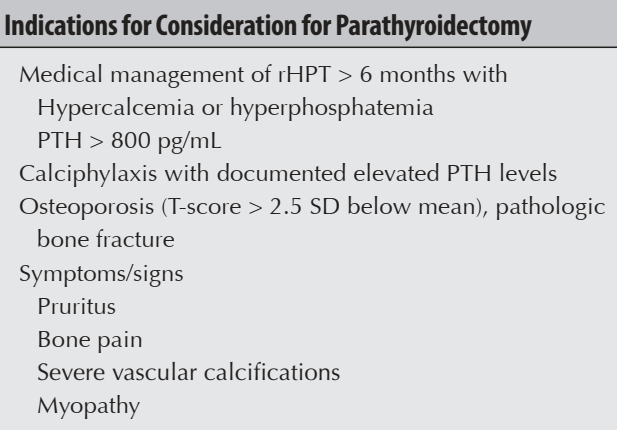 Indications for Consideration for Parathyroidectomy
Medical management of rHPT > 6 months with
Hypercalcemia or hyperphosphatemia
PTH > 800 pg/mL
Calciphylaxis with documented elevated PTH levels
Osteoporosis (T-score > 2.5 SD below mean), pathologic
bone fracture
Symptoms/signs
Pruritus
Bone pain
Severe vascular calcifications
Myopathy